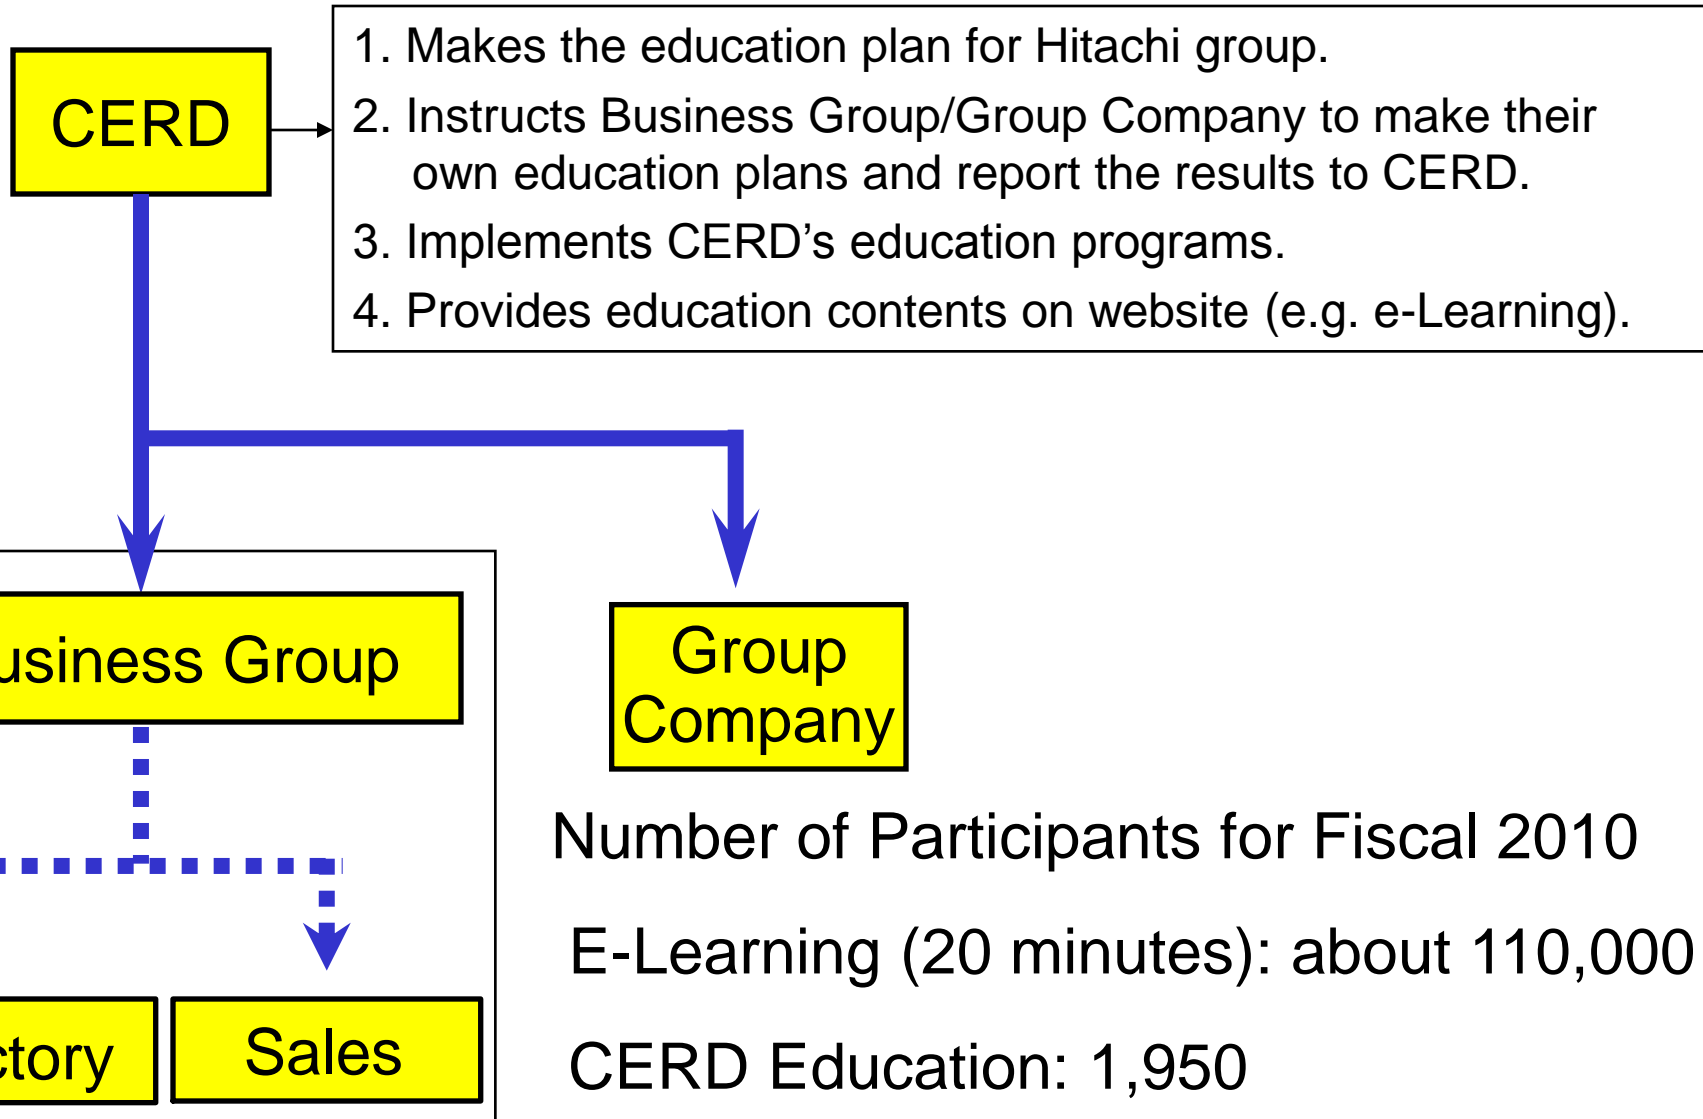 1. Makes the education plan for Hitachi group.
CERD
2. Instructs Business Group/Group Company to make their
own education plans and report the results to CERD.
3. Implements CERD’s education programs.
4. Provides education contents on website (e.g. e-Learning).
usiness Group
Group
Company
Number of Participants for Fiscal 2010
E-Learning (20 minutes): about 110,000
ctory
Sales
CERD Education: 1,950